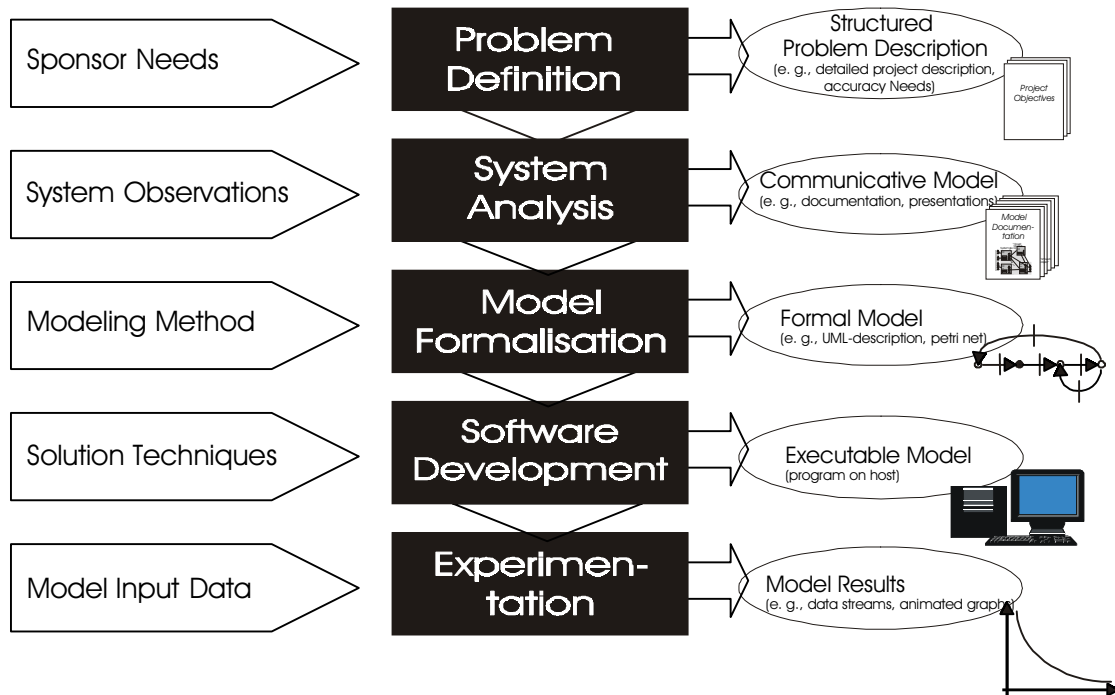 Sponsor Needs
Problem
Definition
Structured
Problem Description
(e. g., detailed project description,
accuracy Needs)
Project
Objectives
System Observations
System
Analysis
Communicative Model
(e. g., documentation, presentations)
Model
Documen-
tation
Modeling Method
Model
Formalisation
Formal Model
(e. g., UML-description, petri net)
Solution Techniques
Software
Development
Executable Model
(program on host)
Model Input Data
Experimen-
tation
Model Results
(e. g., data streams, animated graphs)